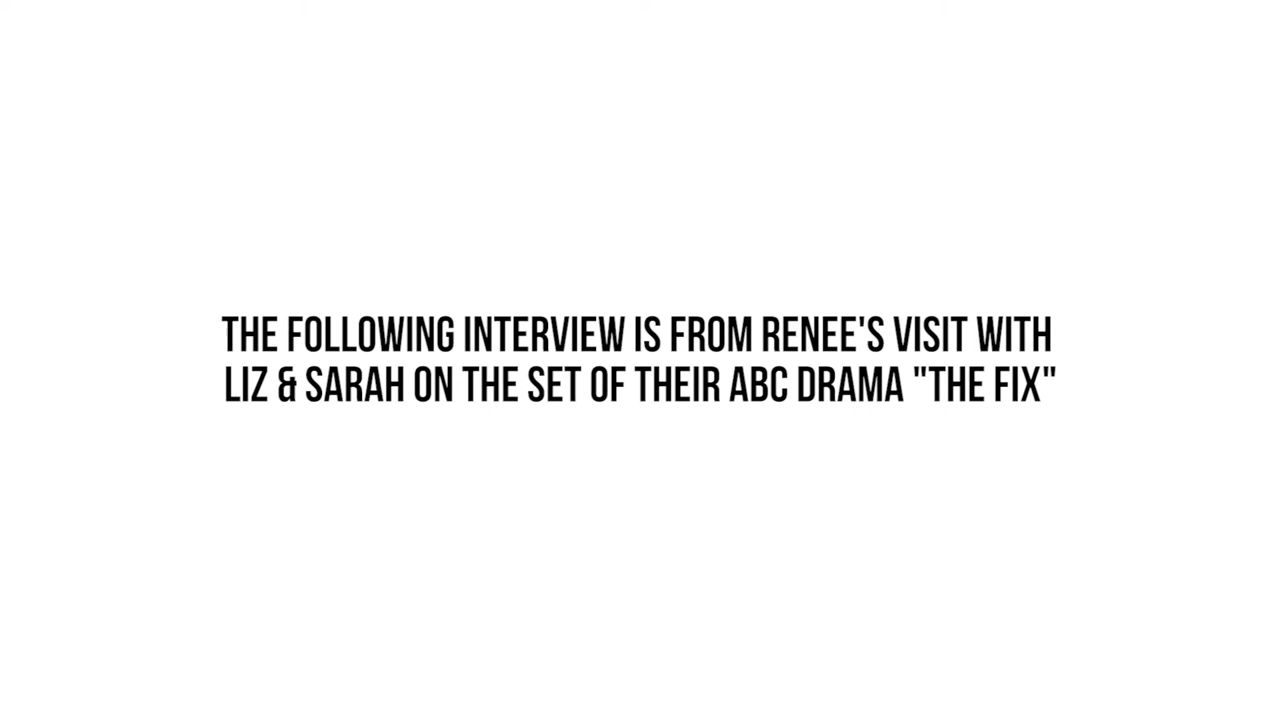 THE FOLLOWING INTERVIEW IS FROM RENEE'S VISIT WITH
LIZ & SARAH ON THE SET OF THEIR ABC DRAMA "THE FIX"